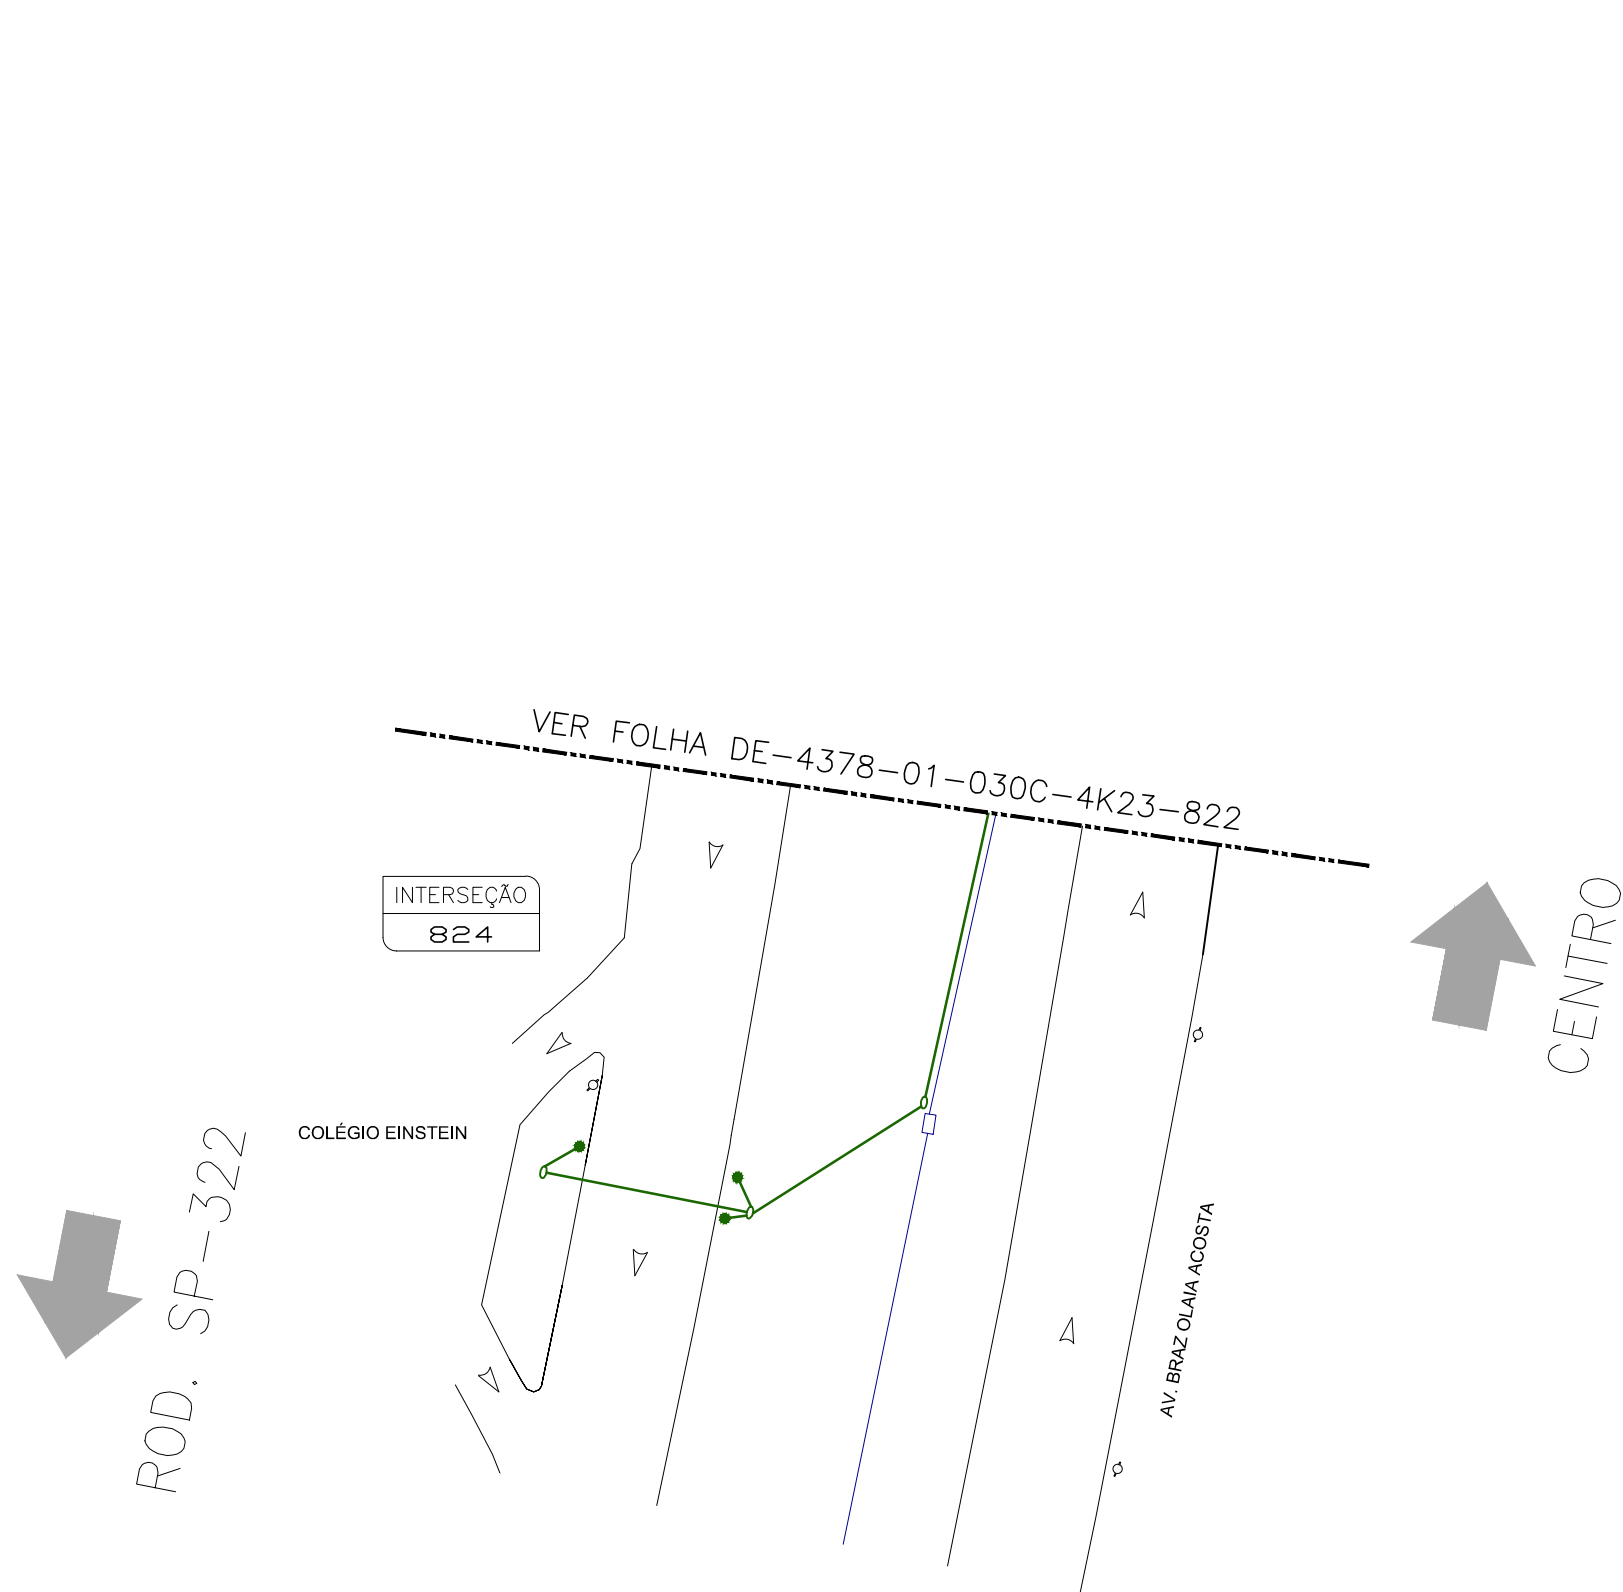 VER FOLHA DE-4378-01-030C-4K23-822
INTERSEÇÃO
824
CENTRO
COLÉGIO EINSTEIN
ROD. SP-322
AV. BRAZ OLAIA ACOSTA